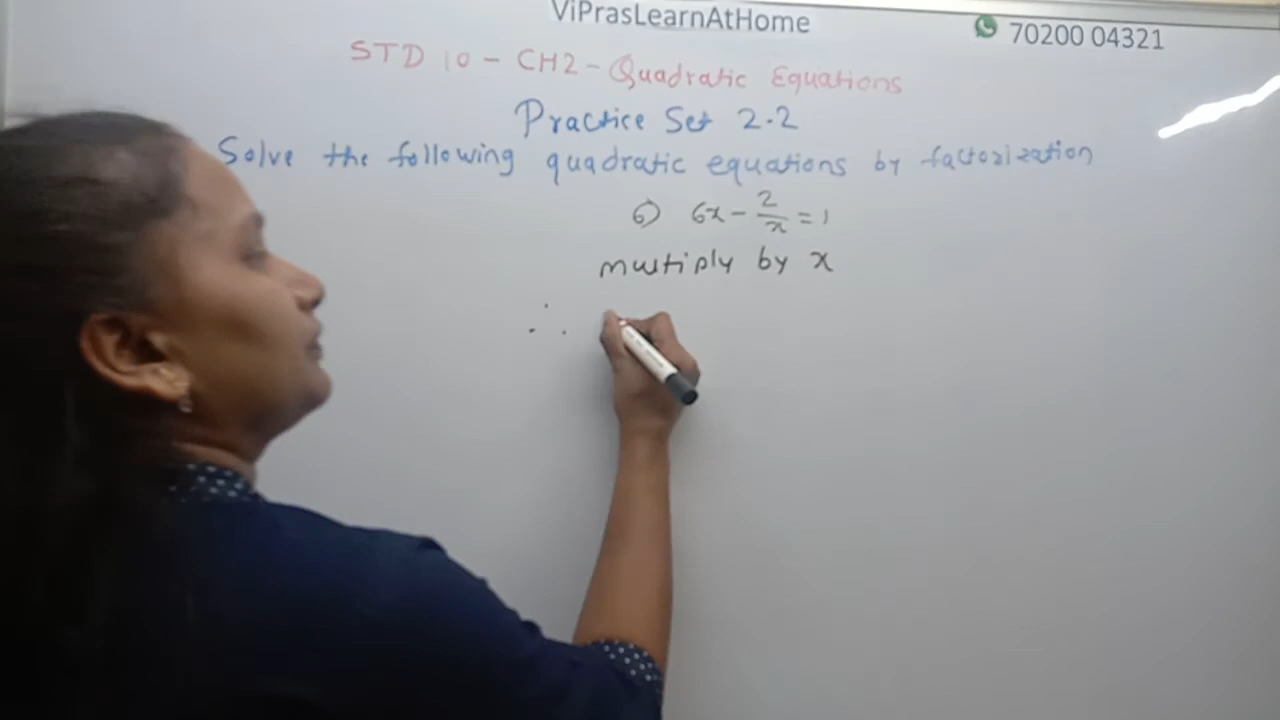 ViPrasLearnAtHome
70200 04321
STD 10 - CH2 - Quadratic Equations
Practice Set 2.2
Solve the following quadratic equations by factorization
6) 6x - 2/x = 1
multiply by x
∴